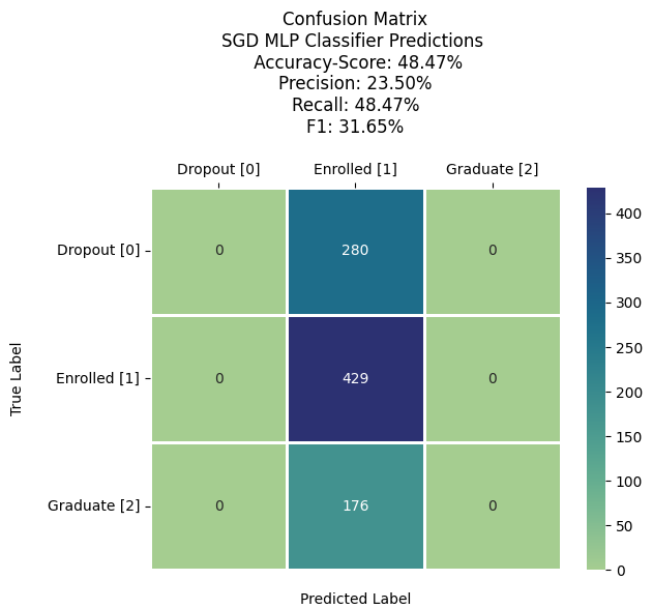 Confusion Matrix
SGD MLP Classifier Predictions
Accuracy-Score: 48.47%
Precision: 23.50%
Recall: 48.47%
F1: 31.65%
Dropout [0] Enrolled [1] Graduate [2]
Dropout [0] 0 280 0
Enrolled [1] 0 429 0
Graduate [2] 0 176 0
True Label
Predicted Label
400
350
300
250
200
150
100
50
0